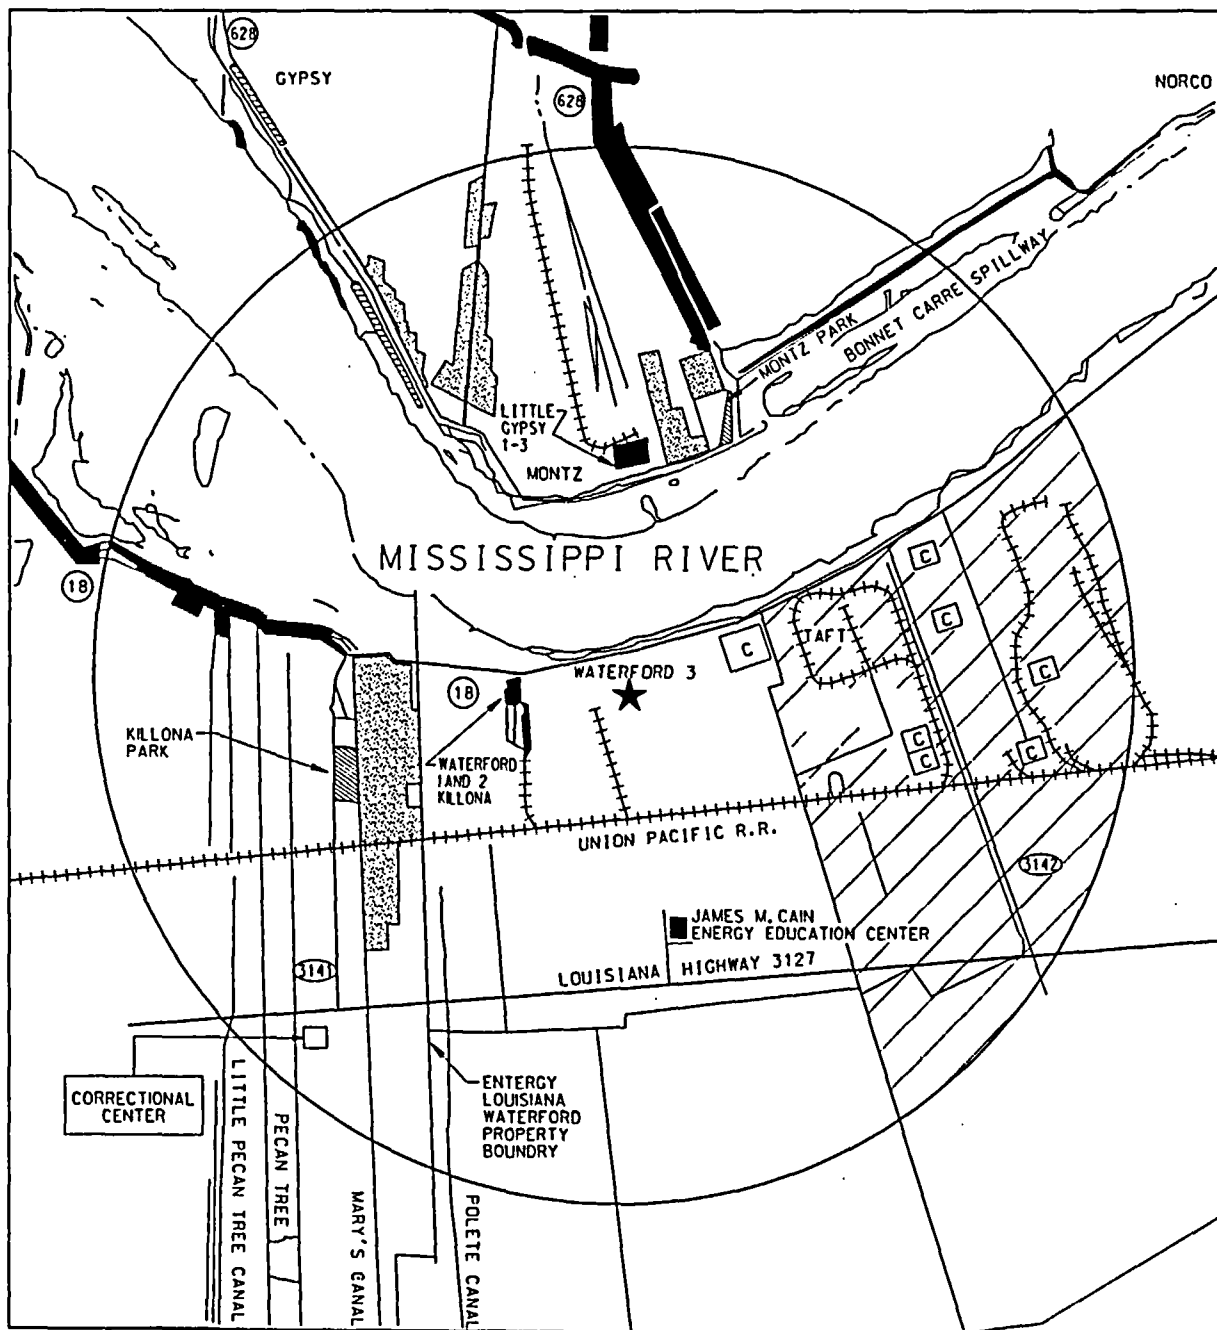 628
GYPSY
628
NORCO
MONTZ PARK
BONNET CARRE SPILLWAY
LITTLE
GYPSY
1-3
MONTZ
MISSISSIPPI RIVER
18
C
C
TAFT
C
WATERFORD 3
C
18
KILLONA
PARK
WATERFORD
1AND 2
KILLONA
C
C
C
UNION PACIFIC R.R.
3142
JAMES M. CAIN
ENERGY EDUCATION CENTER
3141
LOUISIANA HIGHWAY 3127
CORRECTIONAL
CENTER
ENTERGY
LOUISIANA
WATERFORD
PROPERTY
BOUNDRY
LITTLE PECAN TREE CANAL
PECAN TREE
MARY'S CANAL
POLETE CANAL